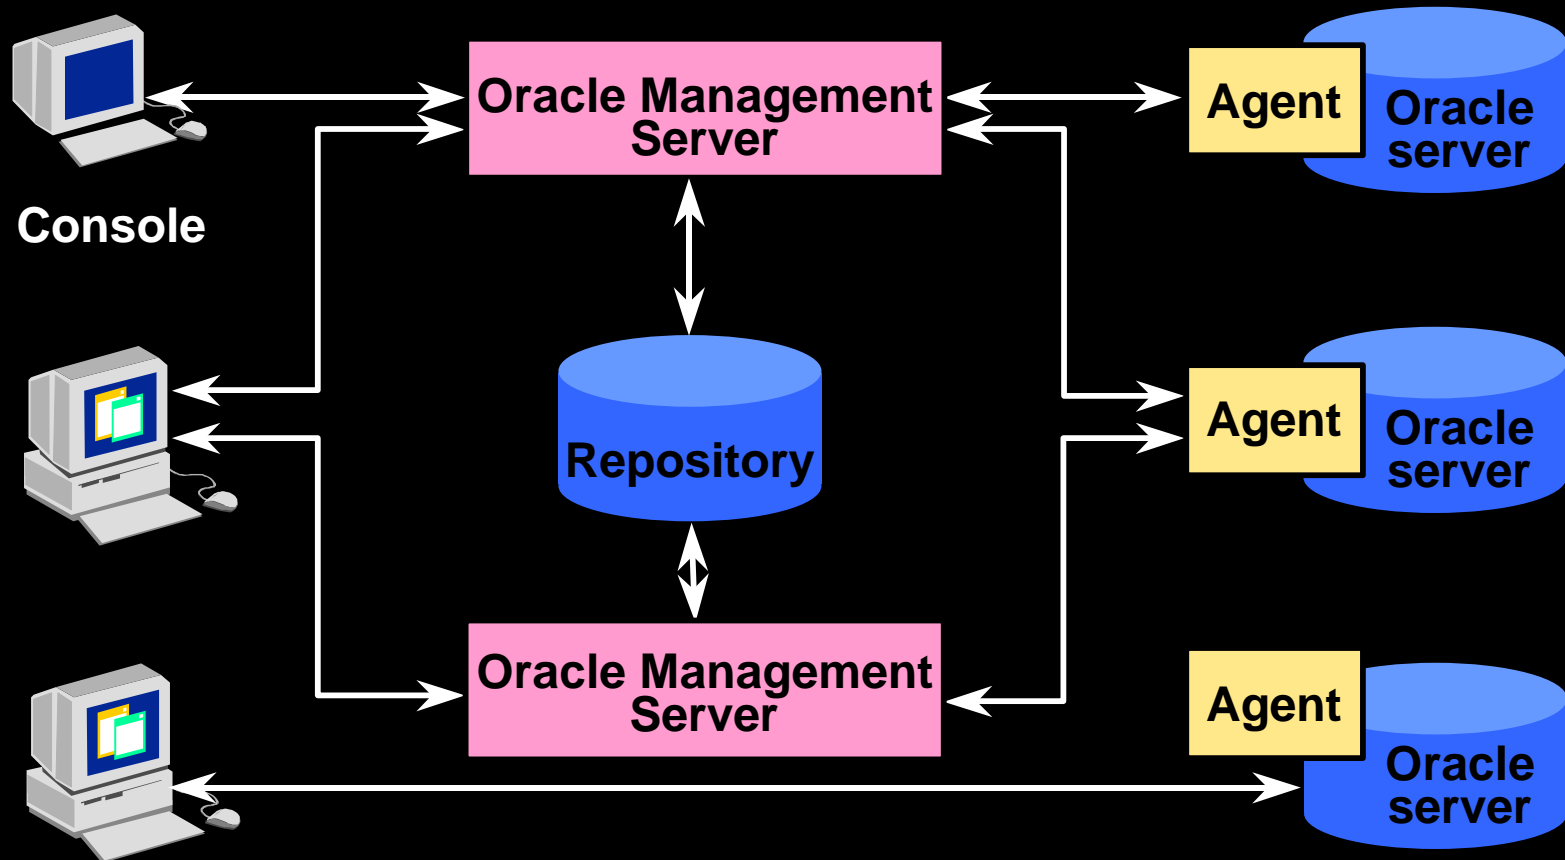 Oracle Management
Server
Agent
Oracle
server
Console
Repository
Agent
Oracle
server
Oracle Management
Server
Agent
Oracle
server